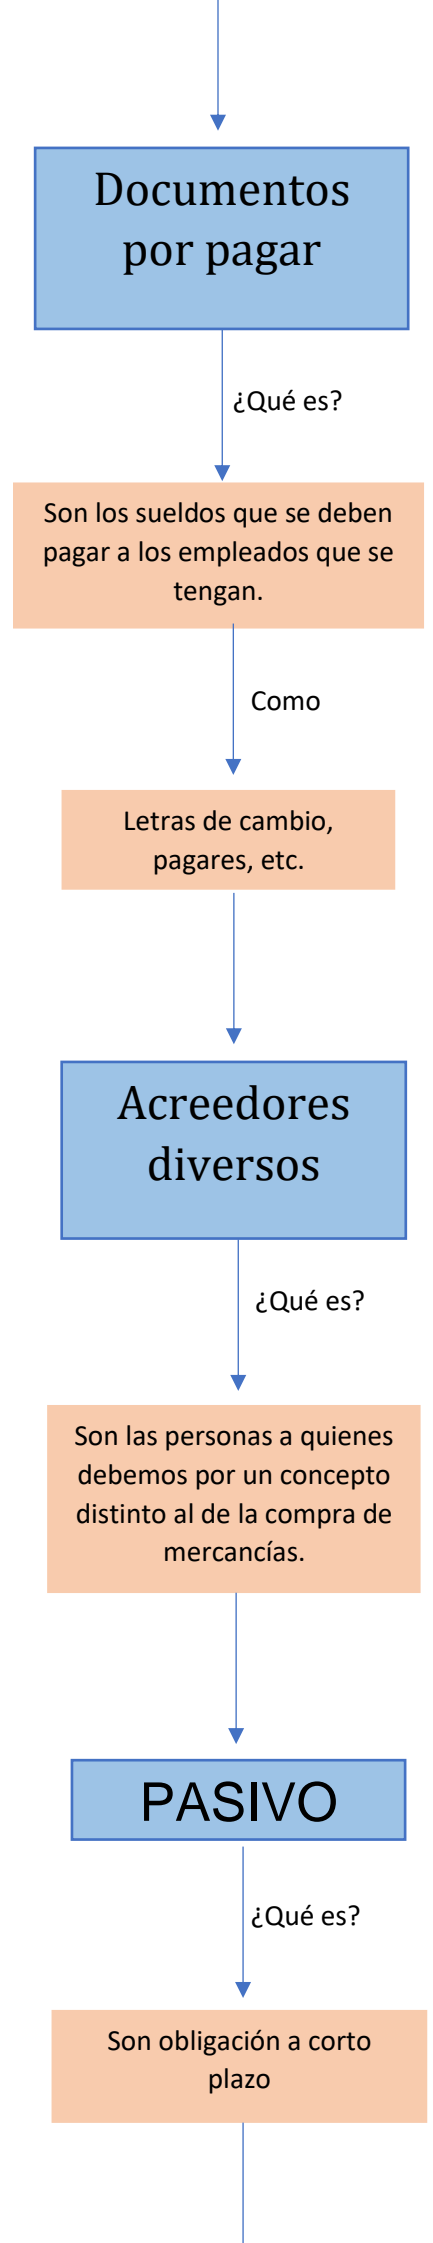 Documentos
por pagar
¿Qué es?
Son los sueldos que se deben
pagar a los empleados que se
tengan.
Como
Letras de cambio,
pagares, etc.
Acreedores
diversos
¿Qué es?
Son las personas a quienes
debemos por un concepto
distinto al de la compra de
mercancías.
PASIVO
¿Qué es?
Son obligación a corto
plazo